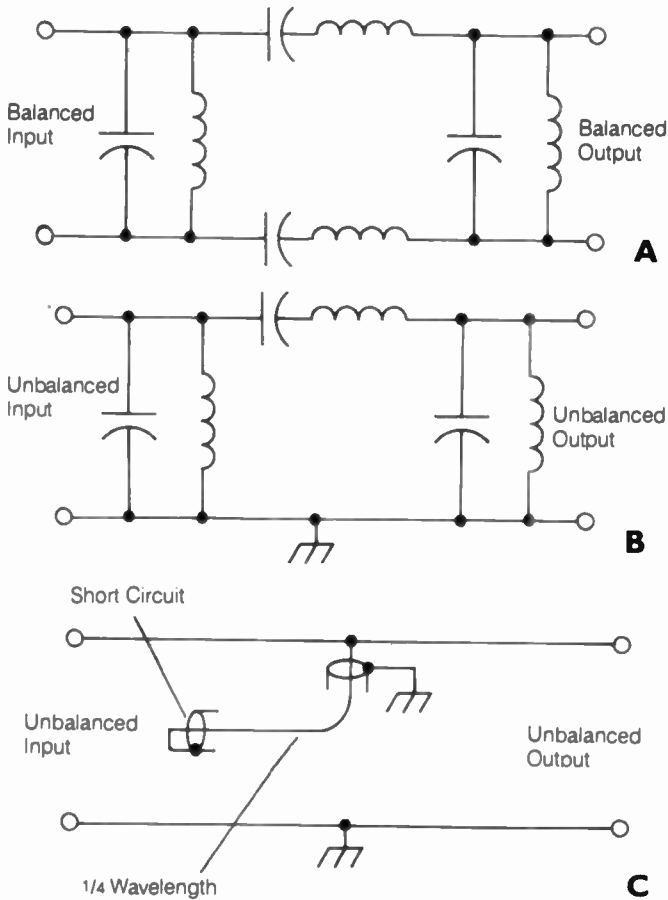 Balanced
Input
Balanced
Output
A
Unbalanced
Input
Unbalanced
Output
B
Short Circuit
Unbalanced
Input
Unbalanced
Output
1/4 Wavelength
C